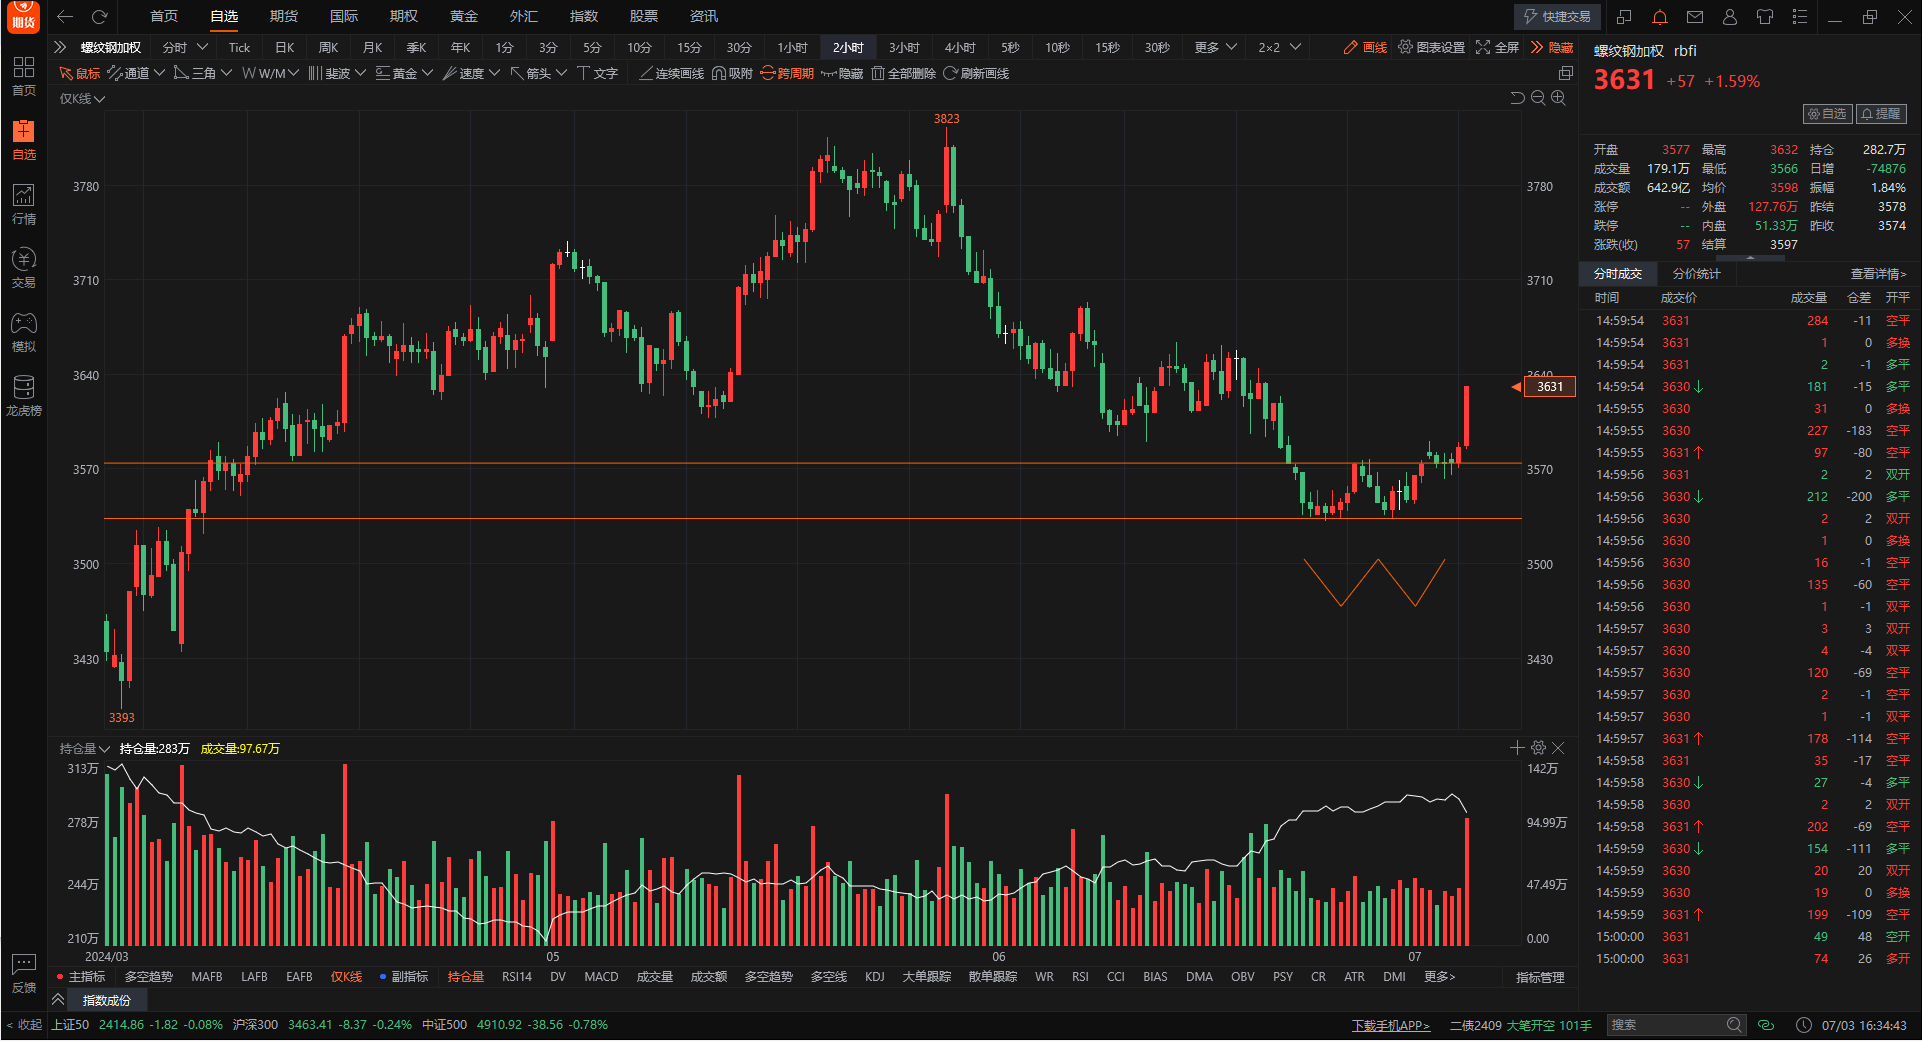 期货
首页 自选 期货 国际 期权 黄金 外汇 指数 股票 资讯 快捷交易
螺纹钢加权 分时 Tick 日K 周K 月K 季K 年K 1分 3分 5分 10分 15分 30分 1小时 2小时 3小时 4小时 5秒 10秒 15秒 30秒 更多 2×2 画线 图表设置 全屏 隐藏
鼠标 通道 三角 W/M 斐波 黄金 速度 箭头 文字 连续画线 吸附 跨周期 隐藏 全部删除 刷新画线
首页
自选
行情
交易
模拟
龙虎榜
反馈
< 收起
仅K线
3823
3780 3780
3710 3710
3640 3640
3631
3570 3570
3500 3500
3430 3430
3393
持仓量 持仓量:283万 成交量:97.67万
313万 142万
278万 94.99万
244万 47.49万
210万 0.00
2024/03 05 06 07
主指标 多空趋势 MAFB LAFB EAFB 仅K线 副指标 持仓量 RSI14 DV MACD 成交量 成交额 多空趋势 多空线 KDJ 大单跟踪 散单跟踪 WR RSI CCI BIAS DMA OBV PSY CR ATR DMI 更多> 指标管理
指数成份
螺纹钢加权 rbfi
3631 +57 +1.59%
自选 提醒
开盘 3577 最高 3632 持仓 282.7万
成交量 179.1万 最低 3566 日增 -74876
成交额 642.9亿 均价 3598 振幅 1.84%
涨停 -- 外盘 127.76万 昨结 3578
跌停 -- 内盘 51.33万 昨收 3574
涨跌(收) 57 结算 3597
分时成交 分价统计 查看详情>
时间 成交价 成交量 仓差 开平
14:59:54 3631 284 -11 空平
14:59:54 3631 1 0 多换
14:59:54 3631 2 -1 多平
14:59:54 3630↓ 181 -15 多平
14:59:55 3630 31 0 多换
14:59:55 3630 227 -183 空平
14:59:55 3631↑ 97 -80 空平
14:59:56 3631 2 2 双开
14:59:56 3630↓ 212 -200 多平
14:59:56 3630 2 2 双开
14:59:56 3630 1 0 多换
14:59:56 3630 16 -1 空平
14:59:56 3630 135 -60 空平
14:59:56 3630 1 -1 双平
14:59:57 3630 3 3 双开
14:59:57 3630 4 -4 双平
14:59:57 3630 120 -69 空平
14:59:57 3630 2 -1 空平
14:59:57 3630 1 -1 双平
14:59:57 3631↑ 178 -114 空平
14:59:58 3631 35 -17 空平
14:59:58 3630↓ 27 -4 多平
14:59:58 3630 2 2 双开
14:59:58 3631↑ 202 -69 空平
14:59:59 3630↓ 154 -111 多平
14:59:59 3630 20 20 双开
14:59:59 3630 19 0 多换
14:59:59 3631↑ 199 -109 空平
15:00:00 3631 49 48 空开
15:00:00 3631 74 26 多开
上证50 2414.86 -1.82 -0.08% 沪深300 3463.41 -8.37 -0.24% 中证500 4910.92 -38.56 -0.78% 下载手机APP> 二债2409 大笔开空 101手 搜索 07/03 16:34:43